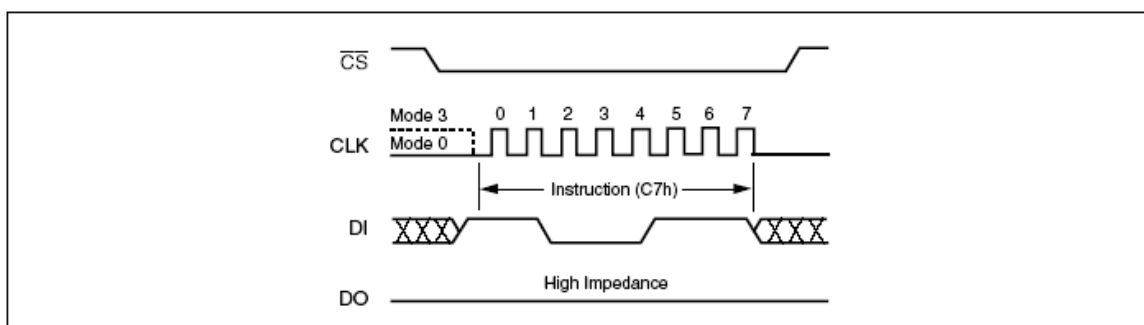 CS
Mode 3 0 1 2 3 4 5 6 7
CLK Mode 0
Instruction (C7h)
DI
High Impedance
DO